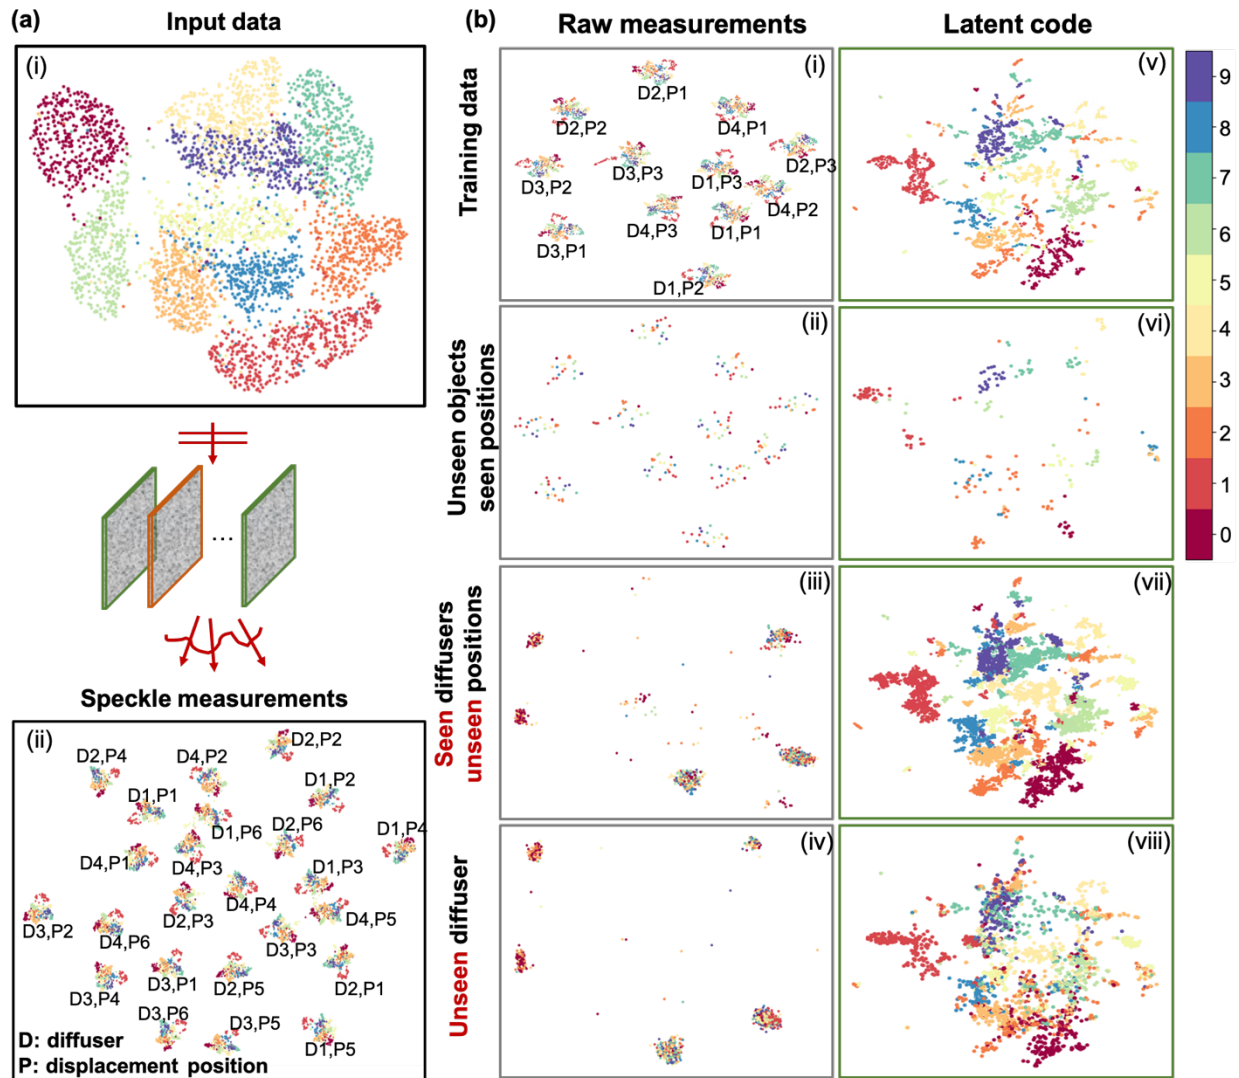 (a)
Input data
(i)
...
Speckle measurements
(ii)
D2,P2
D2,P4
D4,P2
D1,P2
D1,P1
D1,P6
D2,P6
D1,P4
D4,P1
D4,P3
D1,P3
D4,P4
D2,P3
D4,P5
D3,P2
D4,P6
D3,P3
D3,P1
D2,P5
D2,P1
D3,P4
D3,P6
D3,P5
D1,P5
D: diffuser
P: displacement position
(b)
Raw measurements
Latent code
Training data
(i)
D2,P1
D2,P2
D4,P1
D2,P3
D3,P2
D3,P3
D1,P3
D4,P2
D4,P3
D1,P1
D3,P1
D1,P2
(v)
Unseen objects
seen positions
(ii)
(vi)
Seen diffusers
unseen positions
(iii)
(vii)
Unseen diffuser
(iv)
(viii)
9
8
7
6
5
4
3
2
1
0